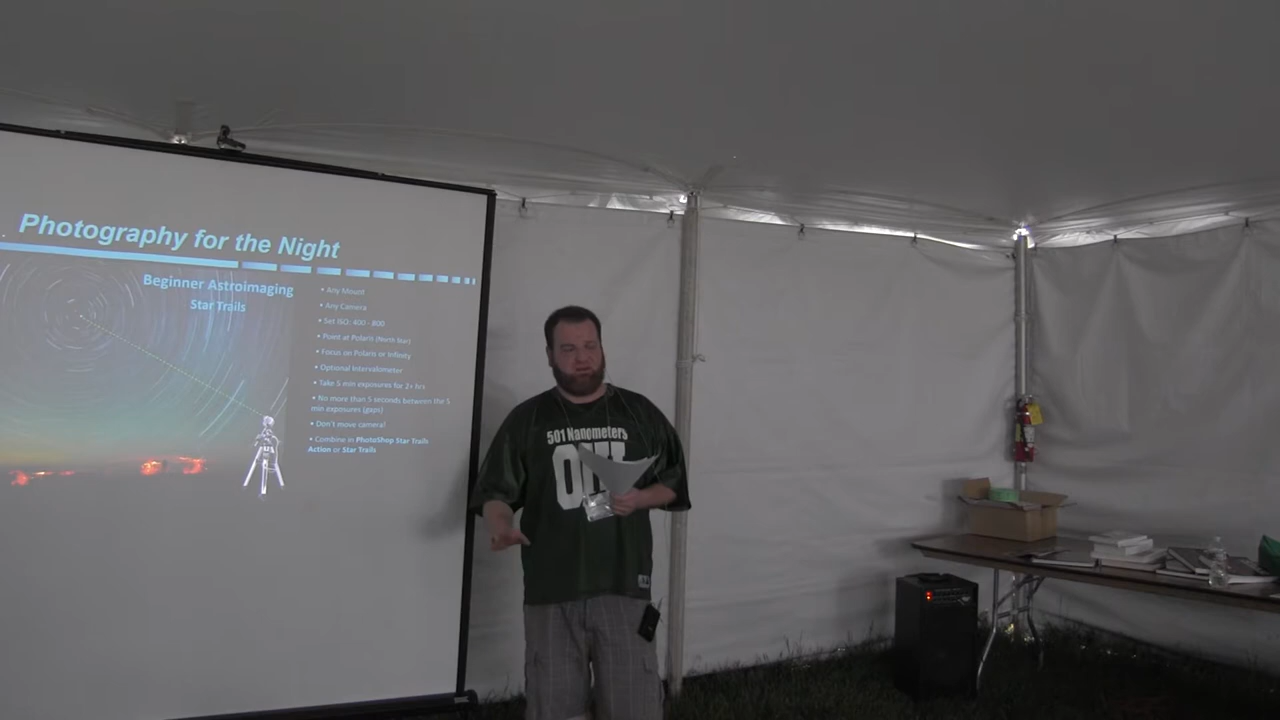 Photography for the Night
Beginner Astroimaging
Star Trails
• Any Mount
• Any Camera
• Set ISO: 400 - 800
• Point at Polaris (North Star)
• Focus on Polaris or Infinity
• Optional Intervalometer
• Take 5 min exposures for 2+ hrs
• No more than 5 seconds between the 5
min exposures (gaps)
• Don't move camera!
• Combine in PhotoShop Star Trails
Action or Star Trails
501 Nanometers